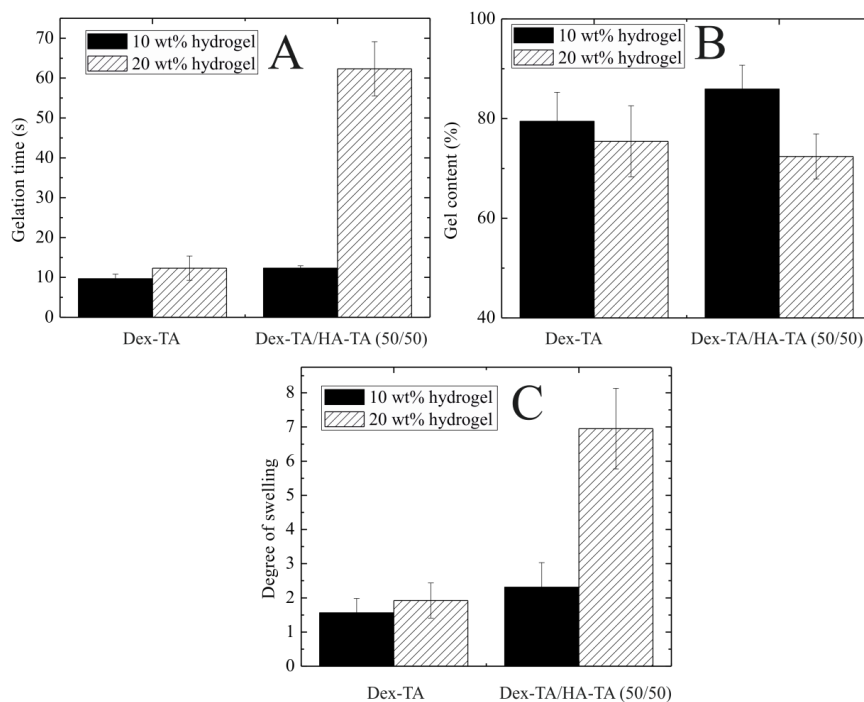 70
60
50
40
30
20
10
0
Gelation time (s)
10 wt% hydrogel
20 wt% hydrogel
A
Dex-TA
Dex-TA/HA-TA (50/50)
100
80
60
40
Gel content (%)
10 wt% hydrogel
20 wt% hydrogel
B
Dex-TA
Dex-TA/HA-TA (50/50)
8
7
6
5
4
3
2
1
0
Degree of swelling
10 wt% hydrogel
20 wt% hydrogel
C
Dex-TA
Dex-TA/HA-TA (50/50)